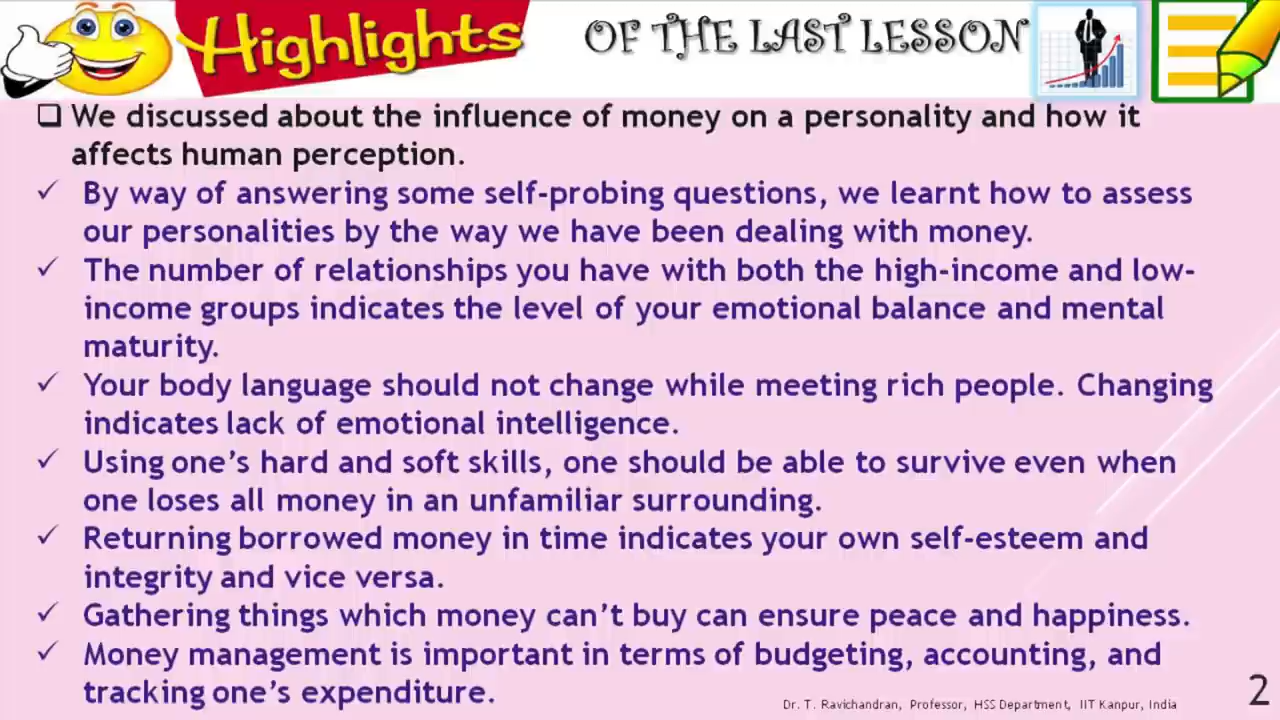 Highlights OF THE LAST LESSON
❑ We discussed about the influence of money on a personality and how it
affects human perception.
✓ By way of answering some self-probing questions, we learnt how to assess
our personalities by the way we have been dealing with money.
✓ The number of relationships you have with both the high-income and low-
income groups indicates the level of your emotional balance and mental
maturity.
✓ Your body language should not change while meeting rich people. Changing
indicates lack of emotional intelligence.
✓ Using one’s hard and soft skills, one should be able to survive even when
one loses all money in an unfamiliar surrounding.
✓ Returning borrowed money in time indicates your own self-esteem and
integrity and vice versa.
✓ Gathering things which money can’t buy can ensure peace and happiness.
✓ Money management is important in terms of budgeting, accounting, and
tracking one’s expenditure.
Dr. T. Ravichandran, Professor, HSS Department, IIT Kanpur, India
2